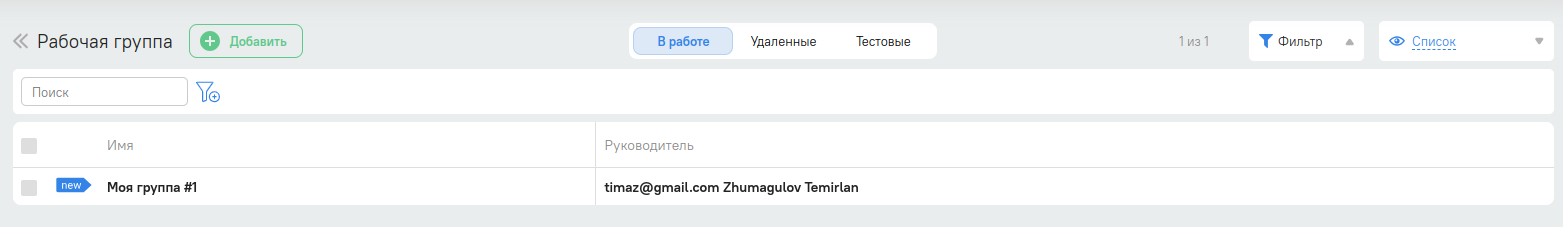 Рабочая группа Добавить В работе Удаленные Тестовые 1 из 1 Фильтр Список
Поиск
Имя Руководитель
new Моя группа #1 timaz@gmail.com Zhumagulov Temirlan